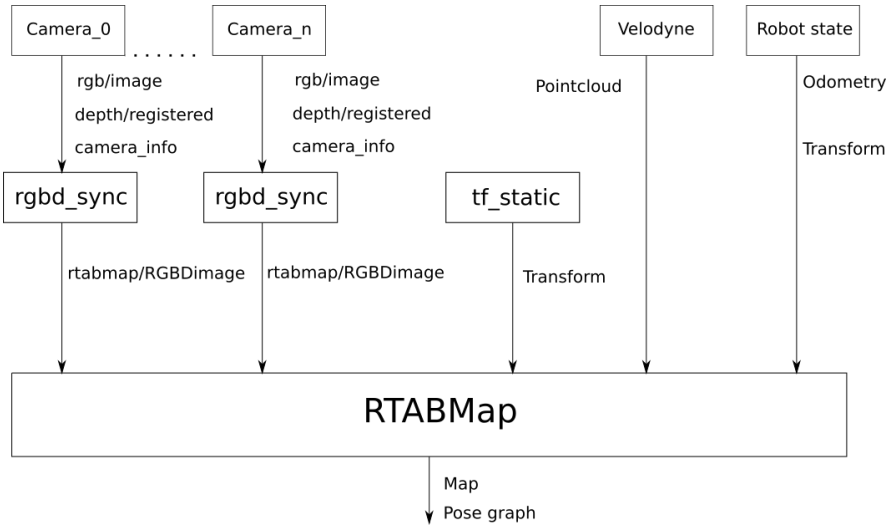 Camera_0
. . . . . .
Camera_n
Velodyne
Robot state
rgb/image
depth/registered
camera_info
rgb/image
depth/registered
camera_info
Pointcloud
Odometry
Transform
rgbd_sync
rgbd_sync
tf_static
rtabmap/RGBDimage
rtabmap/RGBDimage
Transform
RTABMap
Map
Pose graph